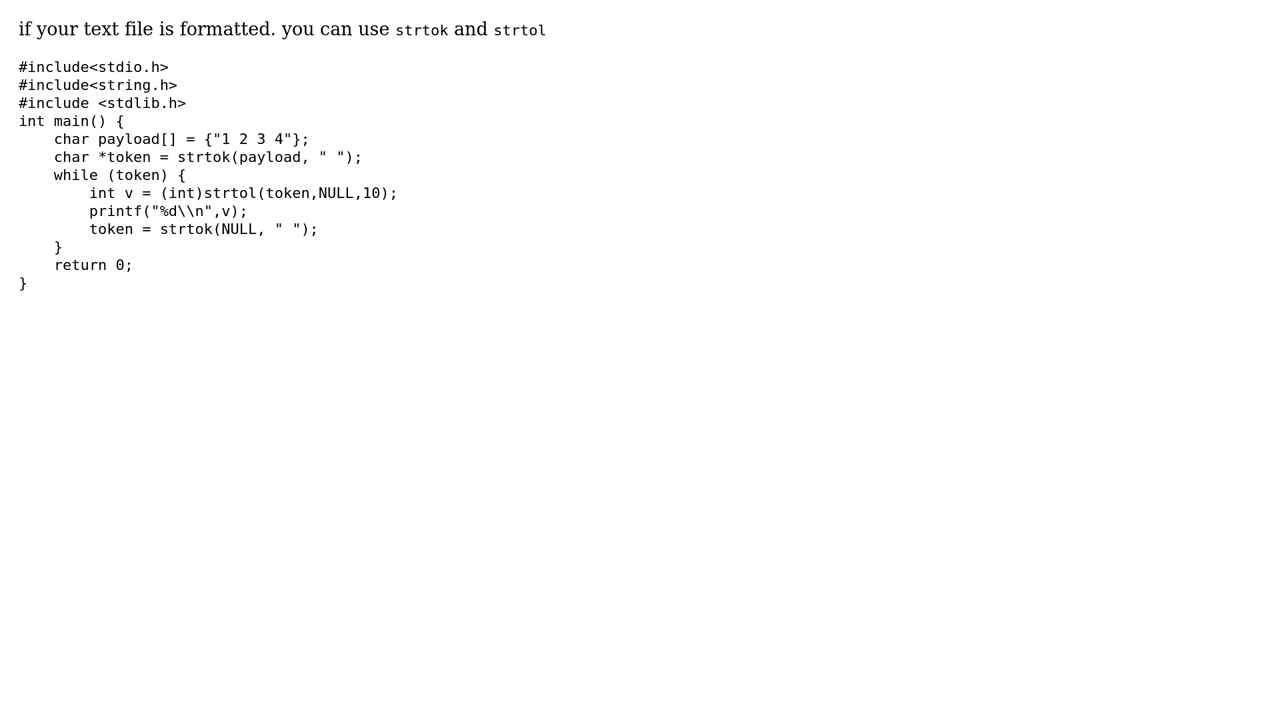 if your text file is formatted. you can use strtok and strtol
#include<stdio.h>
#include<string.h>
#include <stdlib.h>
int main() {
    char payload[] = {"1 2 3 4"};
    char *token = strtok(payload, " ");
    while (token) {
        int v = (int)strtol(token,NULL,10);
        printf("%d\\n",v);
        token = strtok(NULL, " ");
    }
    return 0;
}